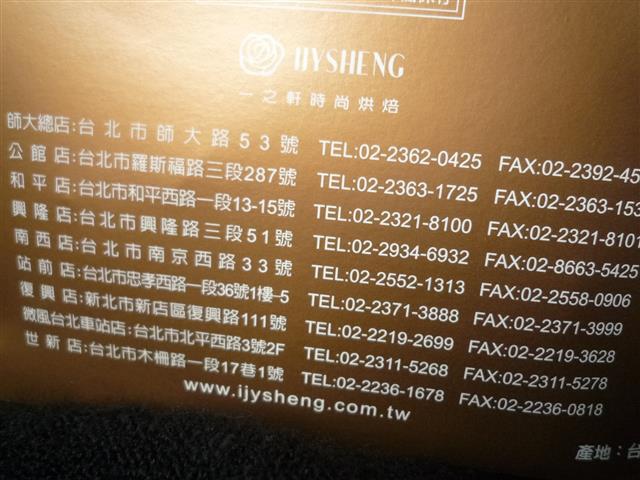 IJYSHENG
一之軒時尚烘焙
師大總店:台北市師大路53號 TEL:02-2362-0425 FAX:02-2392-45
公館店:台北市羅斯福路三段287號 TEL:02-2363-1725 FAX:02-2363-153
和平店:台北市和平西路一段13-15號 TEL:02-2321-8100 FAX:02-2321-8101
興隆店:台北市興隆路三段51號 TEL:02-2934-6932 FAX:02-8663-5425
南西店:台北市南京西路33號 TEL:02-2552-1313 FAX:02-2558-0906
站前店:台北市忠孝西路一段36號1樓-5 TEL:02-2371-3888 FAX:02-2371-3999
復興店:新北市新店區復興路111號 TEL:02-2219-2699 FAX:02-2219-3628
微風台北車站店:台北市北平西路3號2F TEL:02-2311-5268 FAX:02-2311-5278
世新店:台北市木柵路一段17巷1號 TEL:02-2236-1678 FAX:02-2236-0818
www.ijysheng.com.tw
產地:台